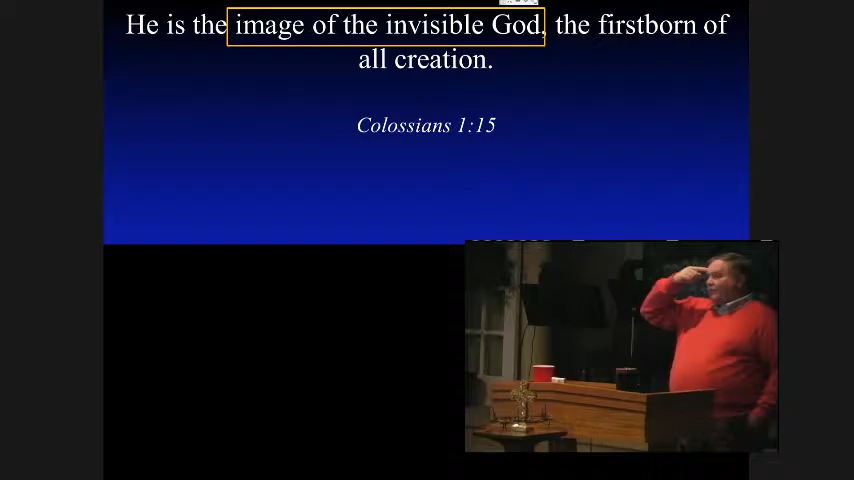 He is the image of the invisible God, the firstborn of
all creation.
Colossians 1:15